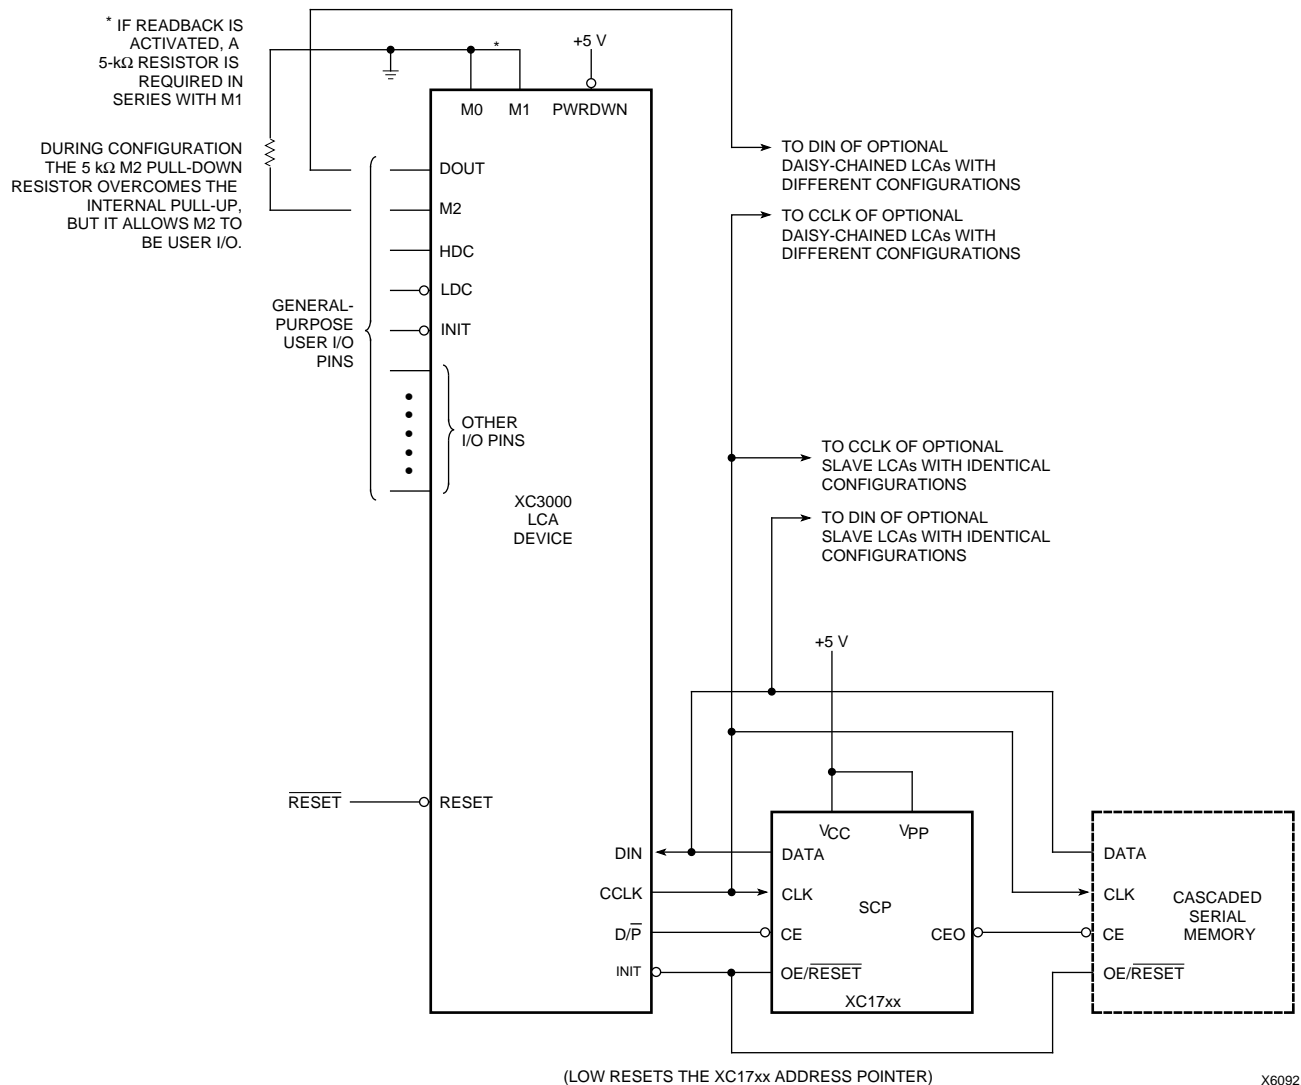 * IF READBACK IS
ACTIVATED, A
5-kΩ RESISTOR IS
REQUIRED IN
SERIES WITH M1
*
+5 V
M0
M1
PWRDWN
DURING CONFIGURATION
THE 5 kΩ M2 PULL-DOWN
RESISTOR OVERCOMES THE
INTERNAL PULL-UP,
BUT IT ALLOWS M2 TO
BE USER I/O.
DOUT
M2
HDC
LDC
INIT
GENERAL-
PURPOSE
USER I/O
PINS
OTHER
I/O PINS
XC3000
LCA
DEVICE
TO DIN OF OPTIONAL
DAISY-CHAINED LCAs WITH
DIFFERENT CONFIGURATIONS
TO CCLK OF OPTIONAL
DAISY-CHAINED LCAs WITH
DIFFERENT CONFIGURATIONS
TO CCLK OF OPTIONAL
SLAVE LCAs WITH IDENTICAL
CONFIGURATIONS
TO DIN OF OPTIONAL
SLAVE LCAs WITH IDENTICAL
CONFIGURATIONS
+5 V
RESET
RESET
DIN
CCLK
D/P
INIT
VCC
VPP
DATA
CLK
SCP
CE
CEO
OE/RESET
XC17xx
DATA
CLK
CASCADED
SERIAL
MEMORY
CE
OE/RESET
(LOW RESETS THE XC17xx ADDRESS POINTER)
X6092